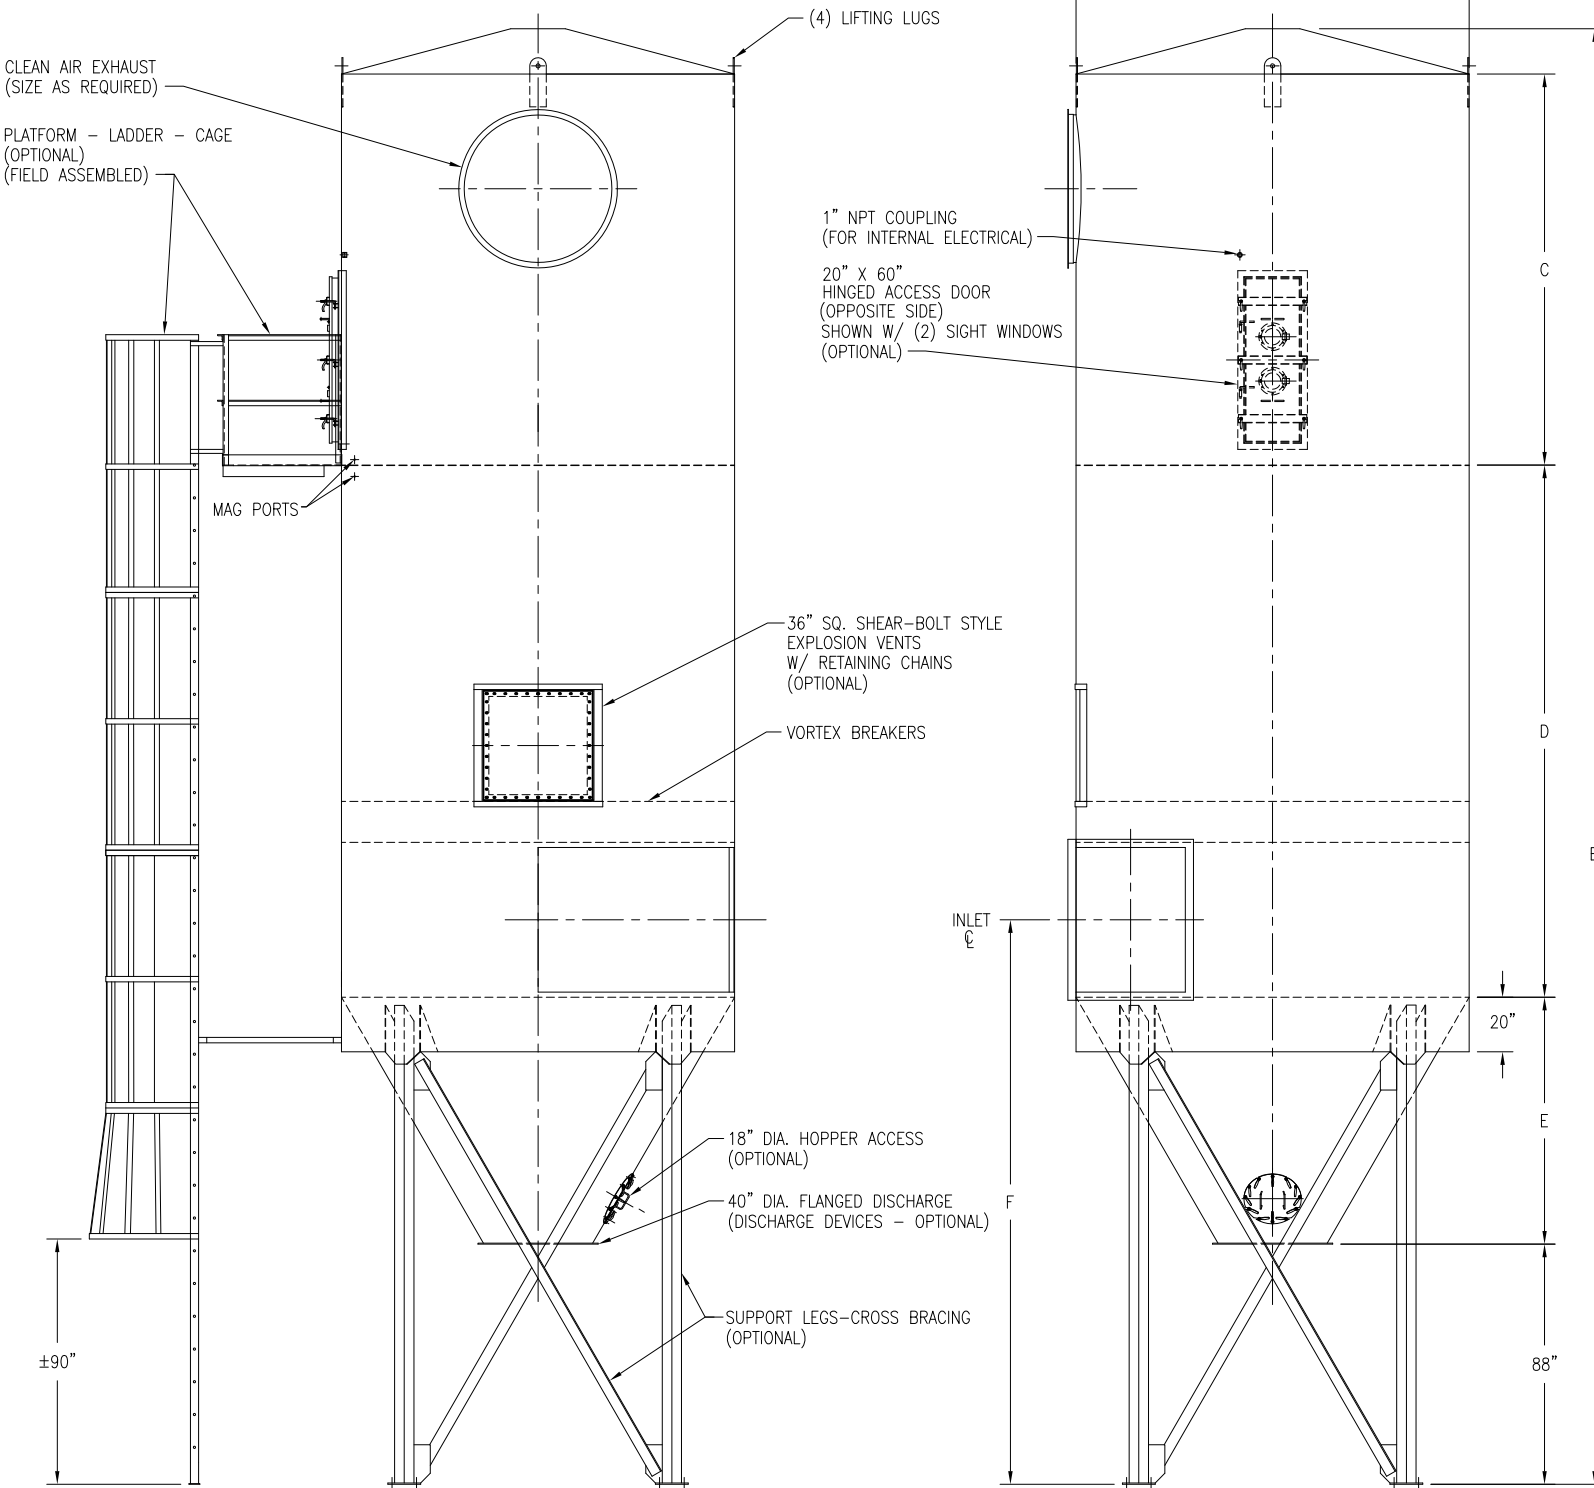 (4) LIFTING LUGS
CLEAN AIR EXHAUST
(SIZE AS REQUIRED)
PLATFORM – LADDER – CAGE
(OPTIONAL)
(FIELD ASSEMBLED)
1” NPT COUPLING
(FOR INTERNAL ELECTRICAL)
20” X 60”
HINGED ACCESS DOOR
(OPPOSITE SIDE)
SHOWN W/ (2) SIGHT WINDOWS
(OPTIONAL)
C
MAG PORTS
36” SQ. SHEAR–BOLT STYLE
EXPLOSION VENTS
W/ RETAINING CHAINS
(OPTIONAL)
VORTEX BREAKERS
D
INLET
℄
20”
E
18” DIA. HOPPER ACCESS
(OPTIONAL)
40” DIA. FLANGED DISCHARGE
(DISCHARGE DEVICES – OPTIONAL)
F
SUPPORT LEGS–CROSS BRACING
(OPTIONAL)
±90”
88”